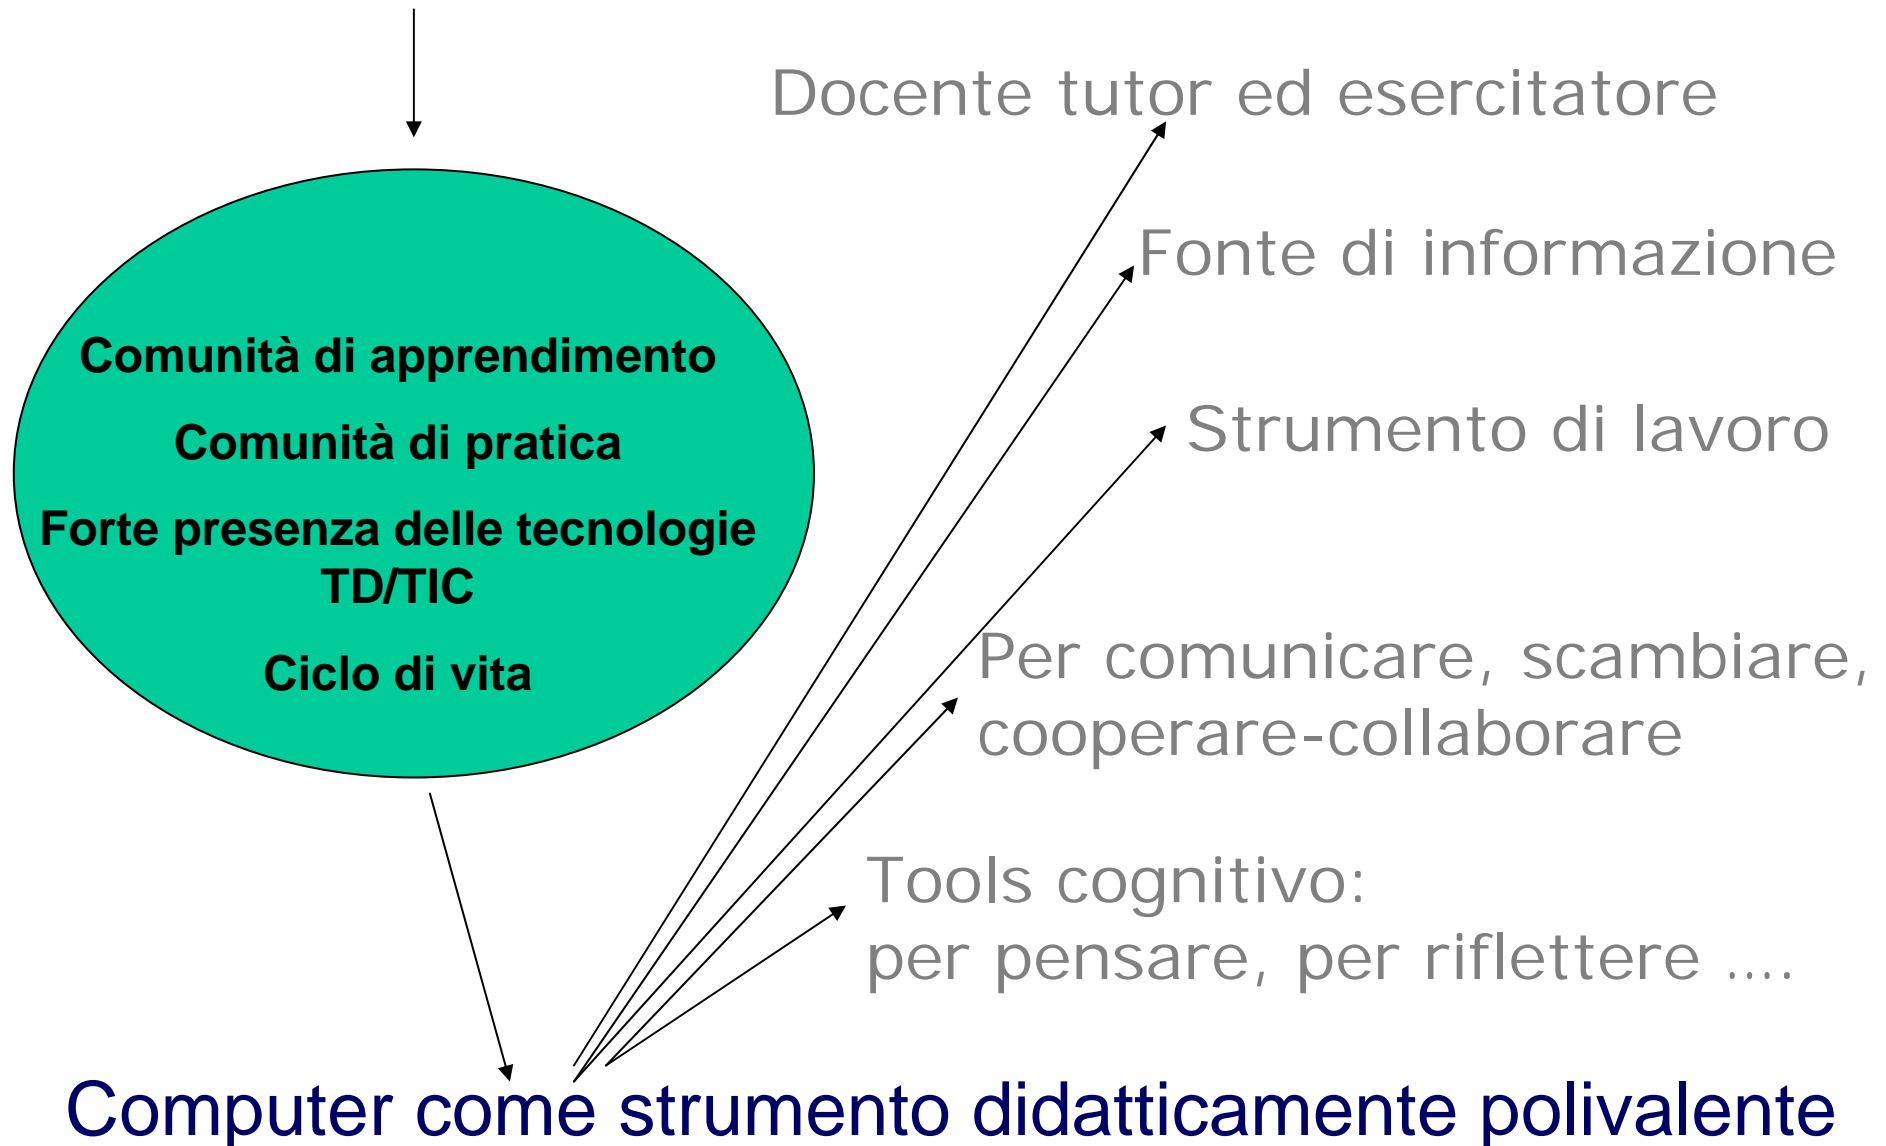 Docente tutor ed esercitatore
Fonte di informazione
Strumento di lavoro
Per comunicare, scambiare,
cooperare-collaborare
Tools cognitivo:
per pensare, per riflettere ....
Comunità di apprendimento
Comunità di pratica
Forte presenza delle tecnologie
TD/TIC
Ciclo di vita
Computer come strumento didatticamente polivalente